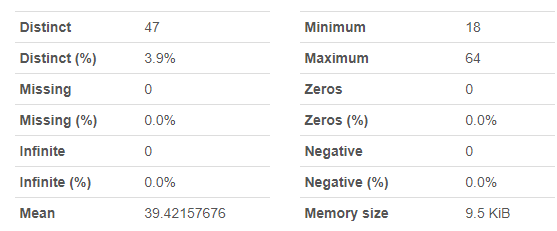 Distinct 47 Minimum 18
Distinct (%) 3.9% Maximum 64
Missing 0 Zeros 0
Missing (%) 0.0% Zeros (%) 0.0%
Infinite 0 Negative 0
Infinite (%) 0.0% Negative (%) 0.0%
Mean 39.42157676 Memory size 9.5 KiB